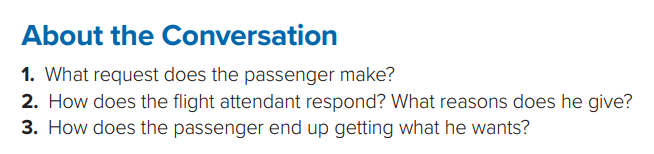 About the Conversation
1. What request does the passenger make?
2. How does the flight attendant respond? What reasons does he give?
3. How does the passenger end up getting what he wants?